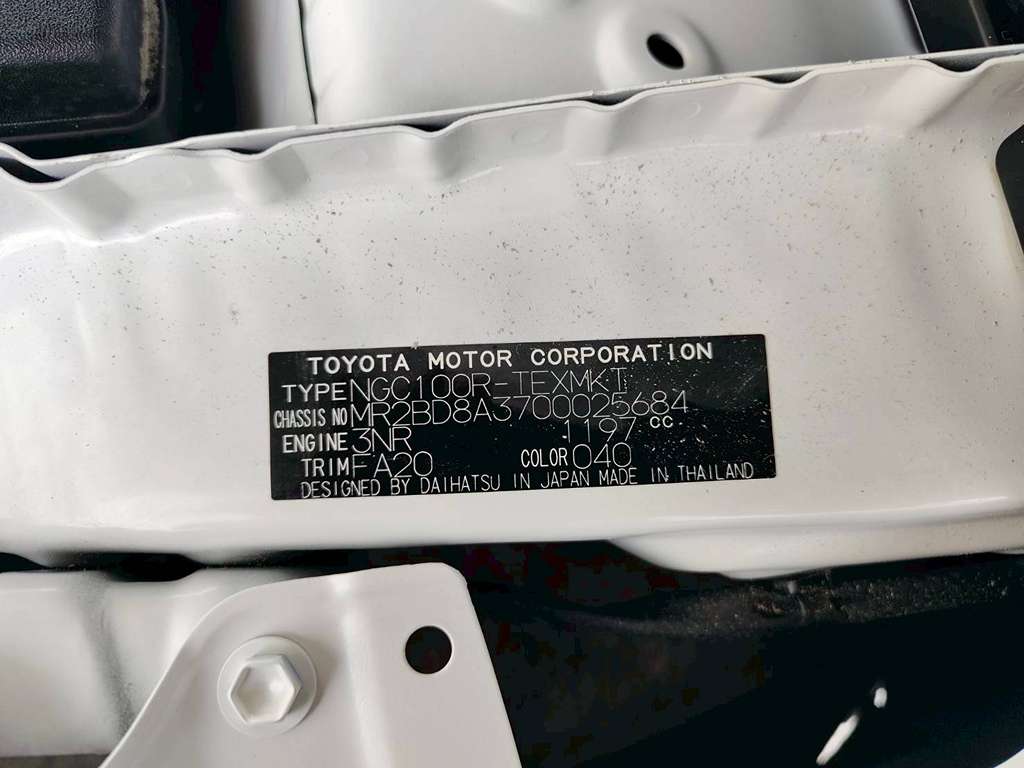 TOYOTA MOTOR CORPORATION
TYPE NGC100R-TEXMKT
CHASSIS NO MR2BD8A3700025684
ENGINE 3NR 1197 cc
TRIM FA20 COLOR 040
DESIGNED BY DAIHATSU IN JAPAN MADE IN THAILAND